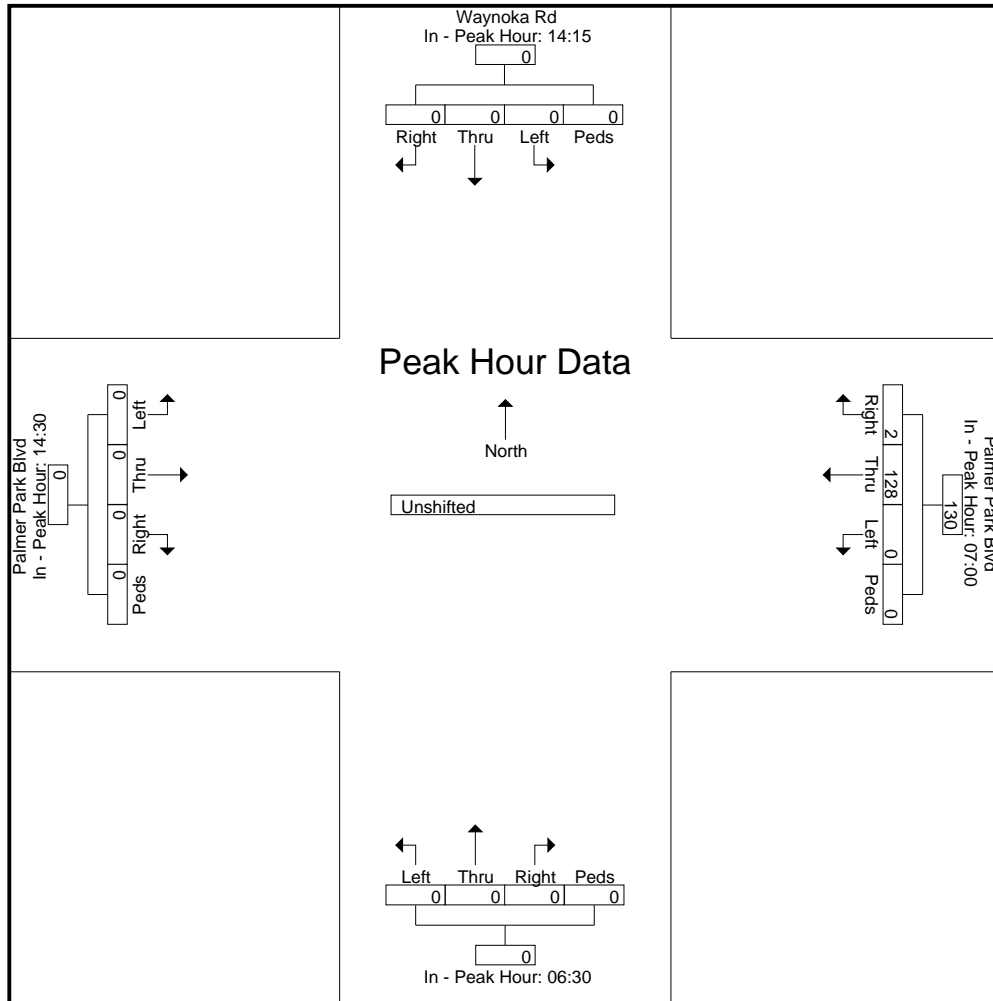 Waynoka Rd
In - Peak Hour: 14:15
0
0 0 0 0
Right Thru Left Peds
Peak Hour Data
North
Unshifted
Palmer Park Blvd
In - Peak Hour: 14:30
0
0 0 0 0
Left Thru Right Peds
Palmer Park Blvd
In - Peak Hour: 07:00
130
2 128 0 0
Right Thru Left Peds
Left Thru Right Peds
0 0 0 0
0
In - Peak Hour: 06:30